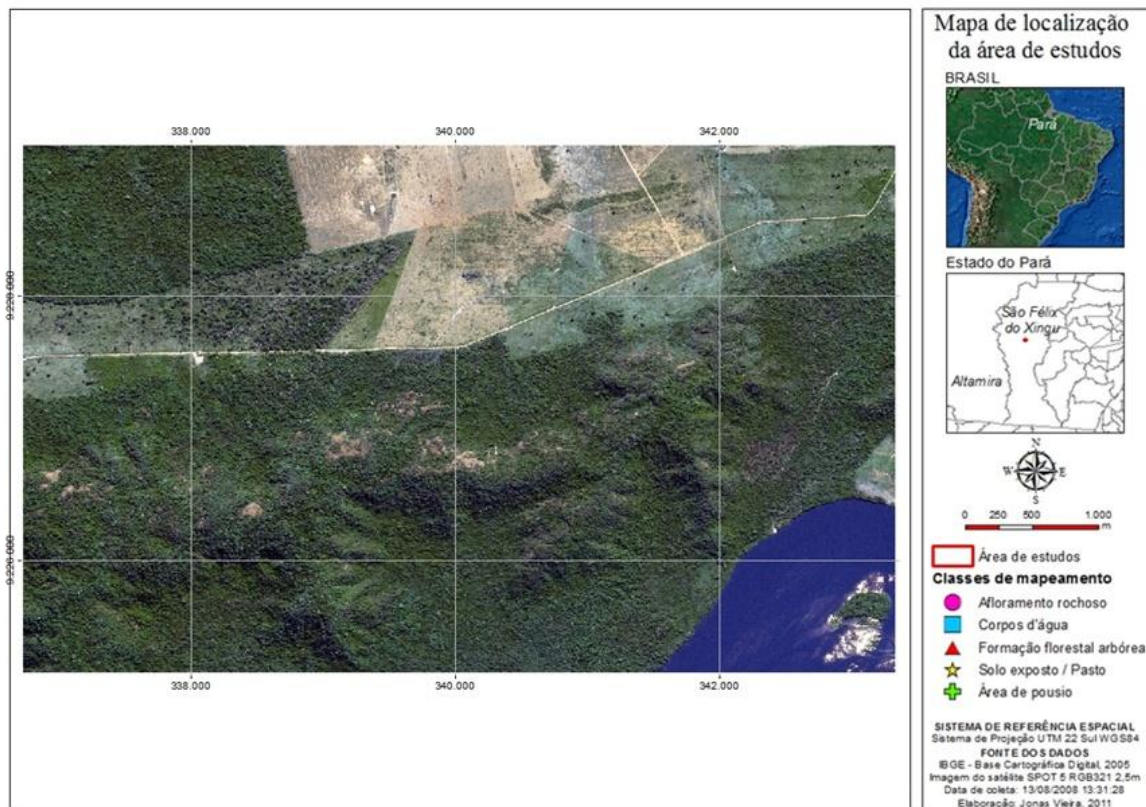 338.000 340.000 342.000
9.228.000
9.226.000
338.000 340.000 342.000
Mapa de localização
da área de estudos
BRASIL
Pará
Estado do Pará
São Félix
do Xingu
Altamira
N
W E
S
0 250 500 1.000
m
Área de estudos
Classes de mapeamento
Afloramento rochoso
Corpos d'água
Formação florestal arbórea
Solo exposto / Pasto
Área de pousio
SISTEMA DE REFERÊNCIA ESPACIAL
Sistema de Projeção UTM 22 Sul WGS84
FONTE DOS DADOS
IBGE - Base Cartográfica Digital, 2005
Imagem do satélite SPOT 5 RGB321 2,5m
Data de coleta: 13/08/2008 13:31:28
Elaboração: Jonas Vieira, 2011